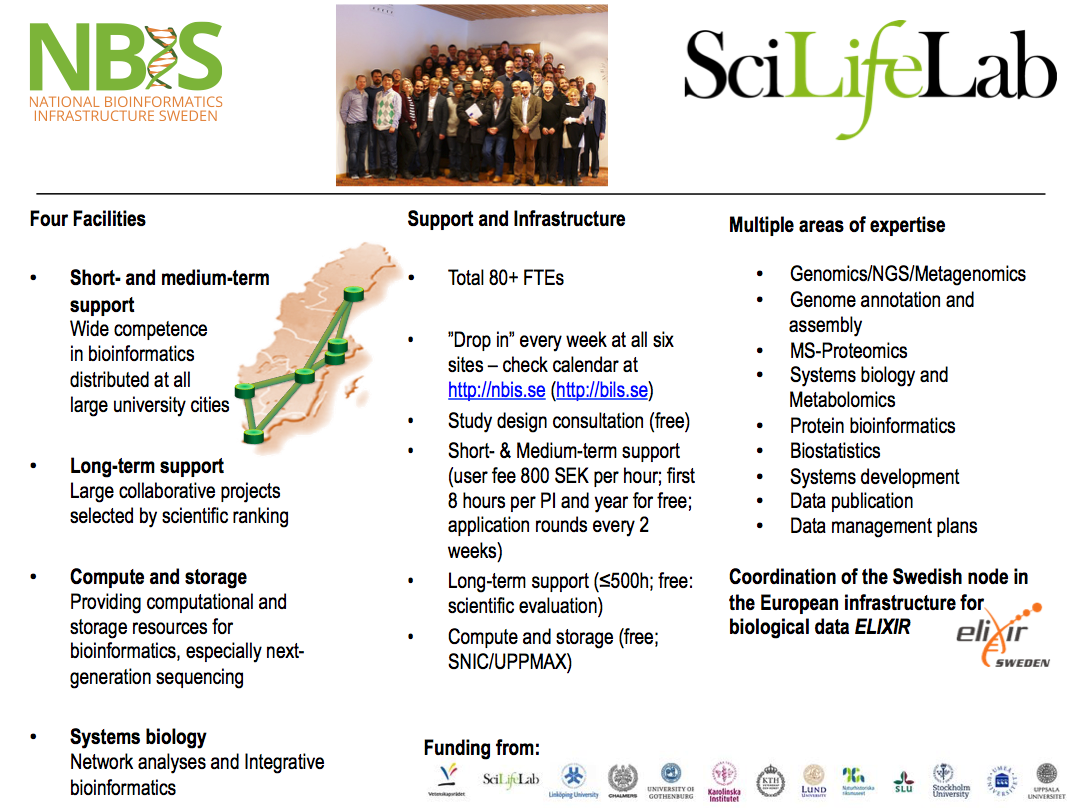 NBIS
NATIONAL BIOINFORMATICS
INFRASTRUCTURE SWEDEN
SciLifeLab
Four Facilities
• Short- and medium-term
support
Wide competence
in bioinformatics
distributed at all
large university cities
• Long-term support
Large collaborative projects
selected by scientific ranking
• Compute and storage
Providing computational and
storage resources for
bioinformatics, especially next-
generation sequencing
• Systems biology
Network analyses and Integrative
bioinformatics
Support and Infrastructure
• Total 80+ FTEs
• ”Drop in” every week at all six
sites – check calendar at
http://nbis.se (http://bils.se)
• Study design consultation (free)
• Short- & Medium-term support
(user fee 800 SEK per hour; first
8 hours per PI and year for free;
application rounds every 2
weeks)
• Long-term support (≤500h; free:
scientific evaluation)
• Compute and storage (free;
SNIC/UPPMAX)
Multiple areas of expertise
• Genomics/NGS/Metagenomics
• Genome annotation and
assembly
• MS-Proteomics
• Systems biology and
Metabolomics
• Protein bioinformatics
• Biostatistics
• Systems development
• Data publication
• Data management plans
Coordination of the Swedish node in
the European infrastructure for
biological data ELIXIR
elixir
SWEDEN
Funding from:
Vetenskapsrådet
SciLifeLab
Linköping University
CHALMERS
UNIVERSITY OF
GOTHENBURG
Karolinska
Institutet
KTH
LUND
UNIVERSITY
Naturhistoriska
riksmuseet
SLU
Stockholm
University
UMEÅ UNIVERSITET
UPPSALA
UNIVERSITET